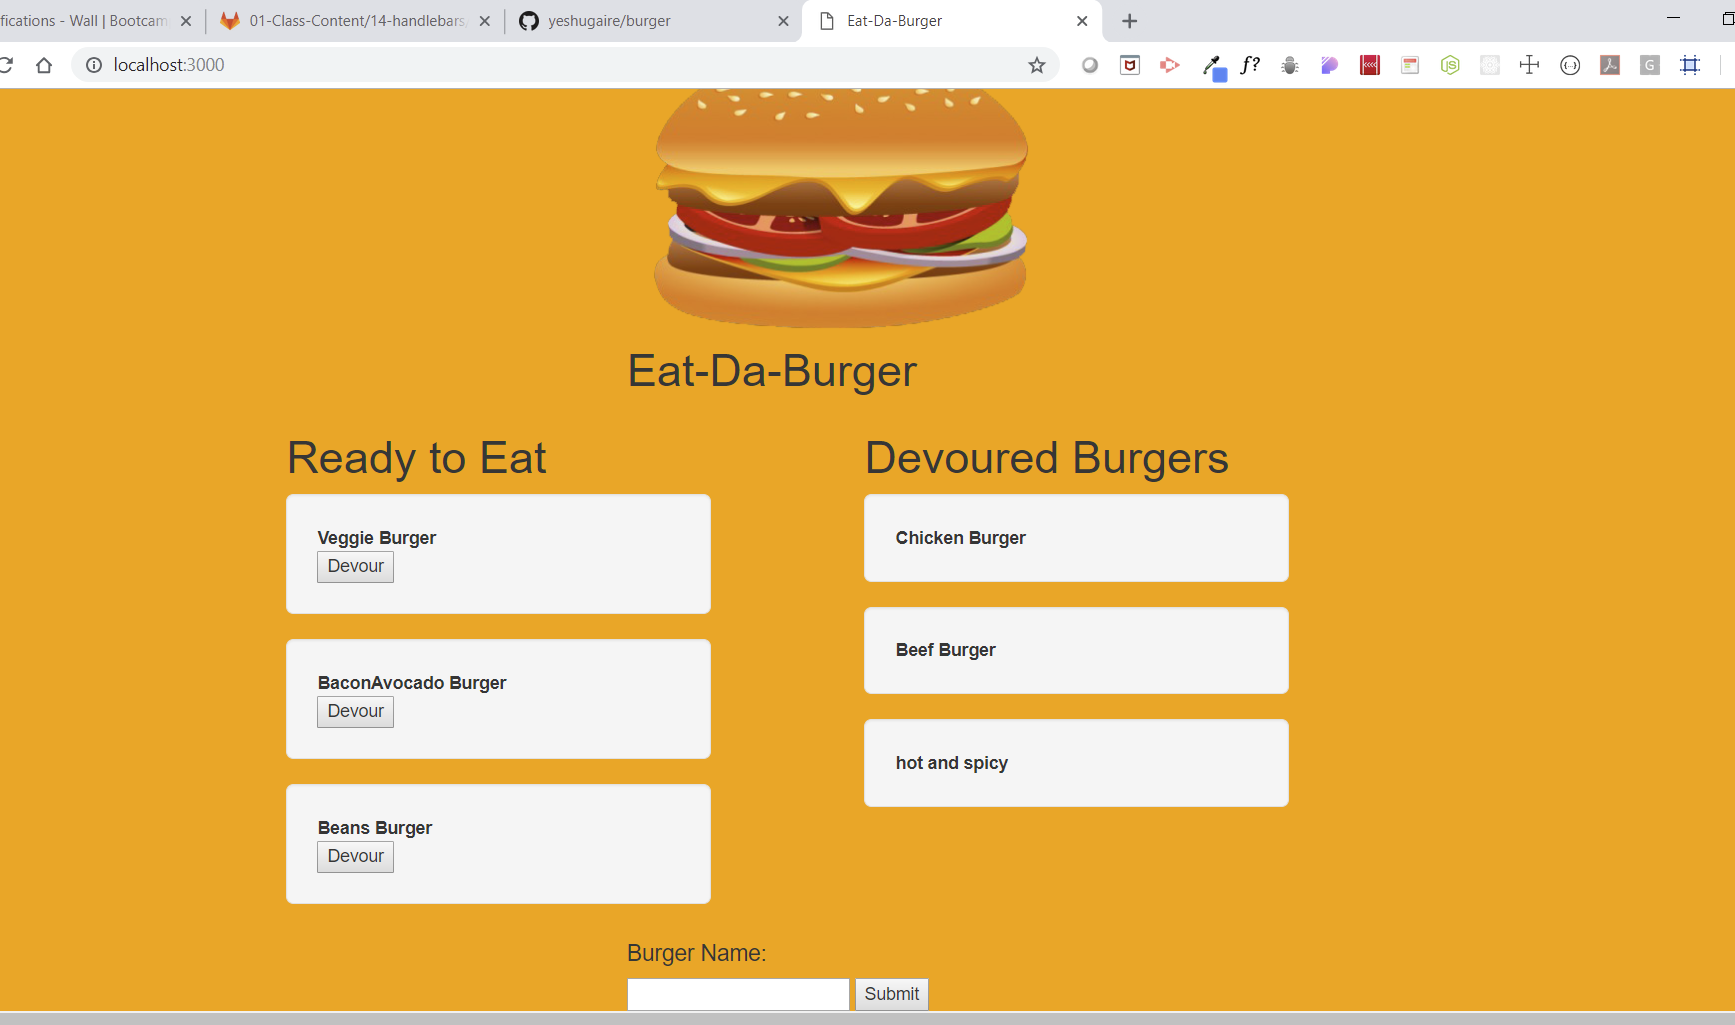 fications - Wall | Bootcam
01-Class-Content/14-handlebars
yeshugaire/burger
Eat-Da-Burger
localhost:3000
f?
JS
G
Eat-Da-Burger
Ready to Eat
Devoured Burgers
Veggie Burger
Devour
Chicken Burger
BaconAvocado Burger
Devour
Beef Burger
Beans Burger
Devour
hot and spicy
Burger Name:
Submit